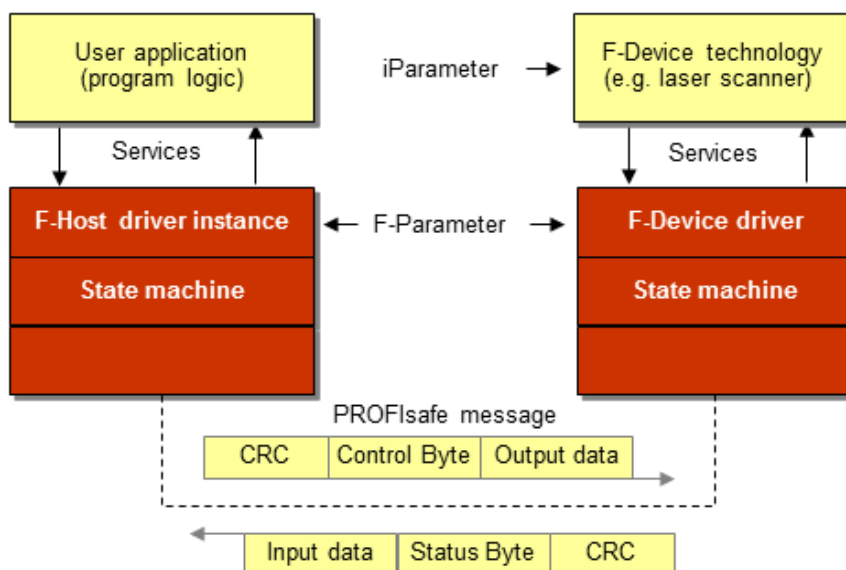 User application
(program logic)
iParameter
F-Device technology
(e.g. laser scanner)
Services
Services
F-Host driver instance
F-Parameter
F-Device driver
State machine
State machine
PROFIsafe message
CRC
Control Byte
Output data
Input data
Status Byte
CRC